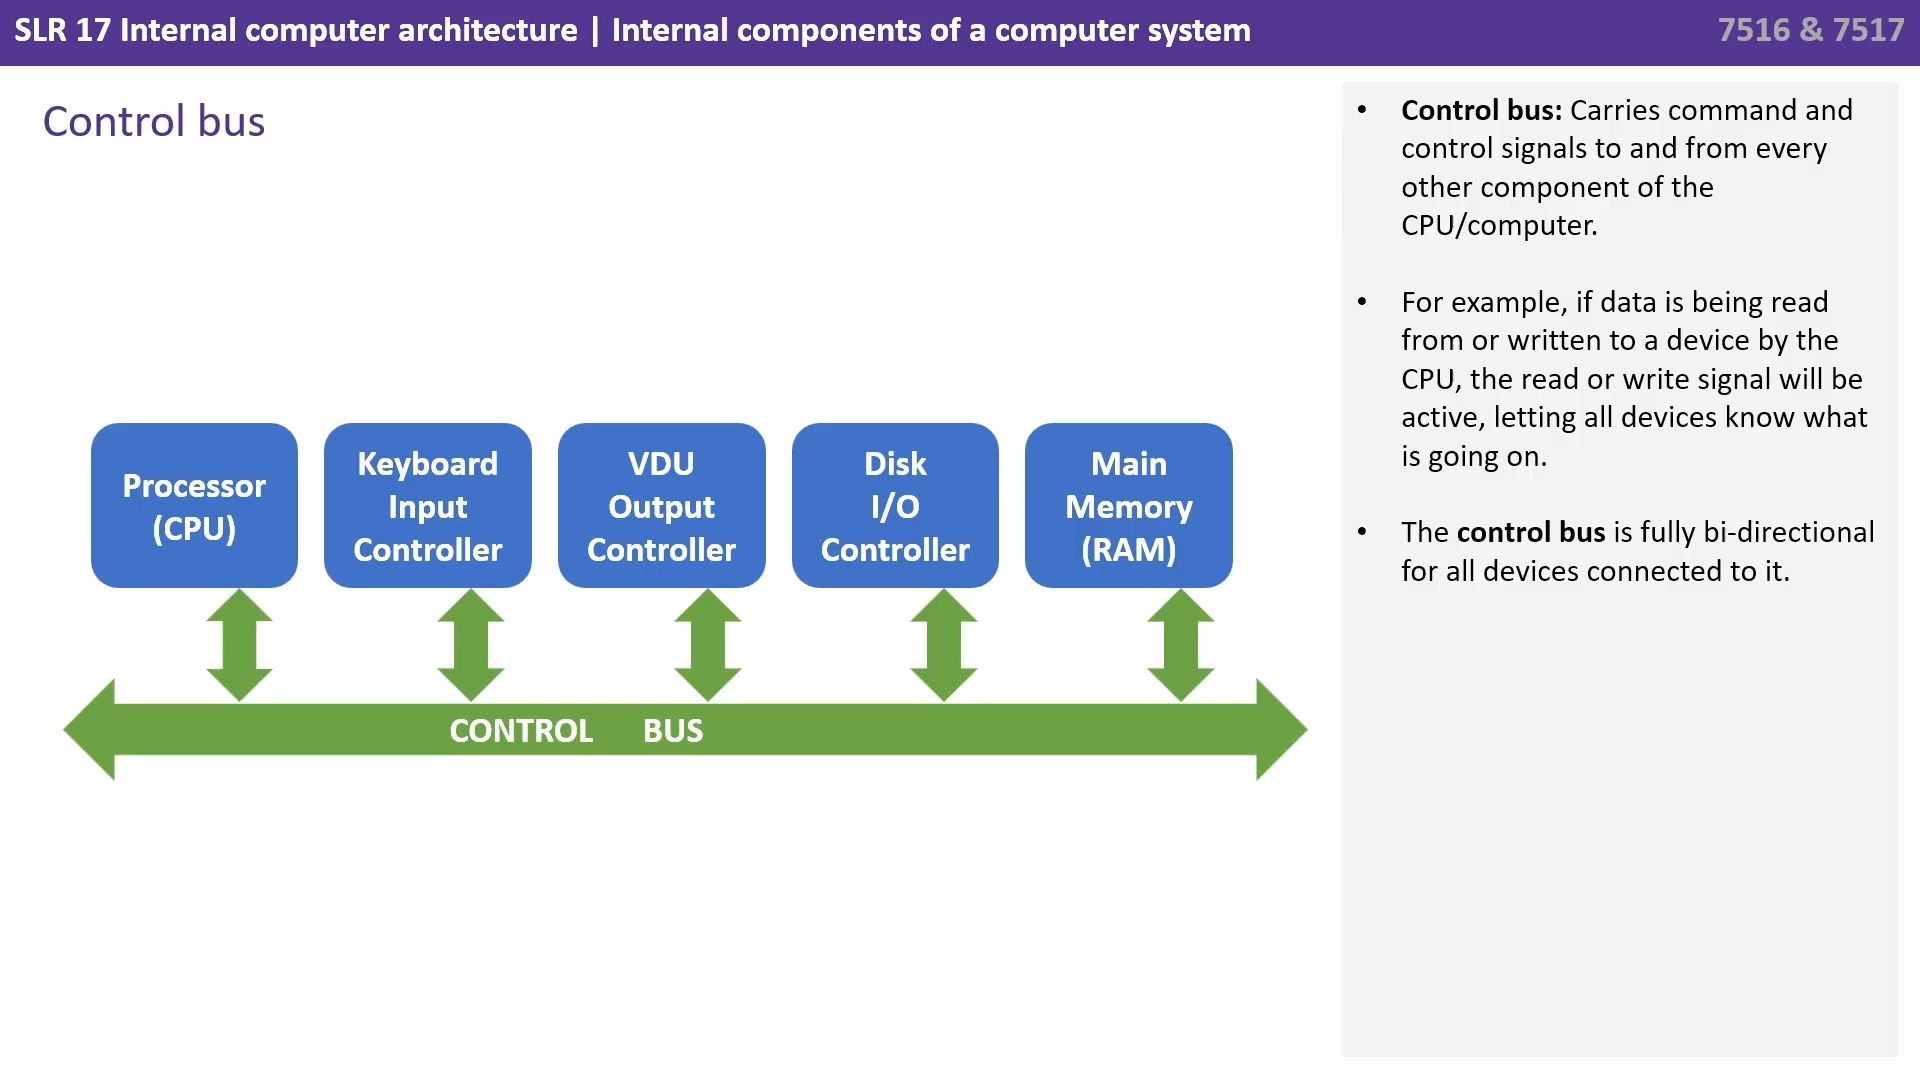 SLR 17 Internal computer architecture | Internal components of a computer system
7516 & 7517
Control bus
Processor
(CPU)
Keyboard
Input
Controller
VDU
Output
Controller
Disk
I/O
Controller
Main
Memory
(RAM)
CONTROL BUS
• Control bus: Carries command and
control signals to and from every
other component of the
CPU/computer.
• For example, if data is being read
from or written to a device by the
CPU, the read or write signal will be
active, letting all devices know what
is going on.
• The control bus is fully bi-directional
for all devices connected to it.